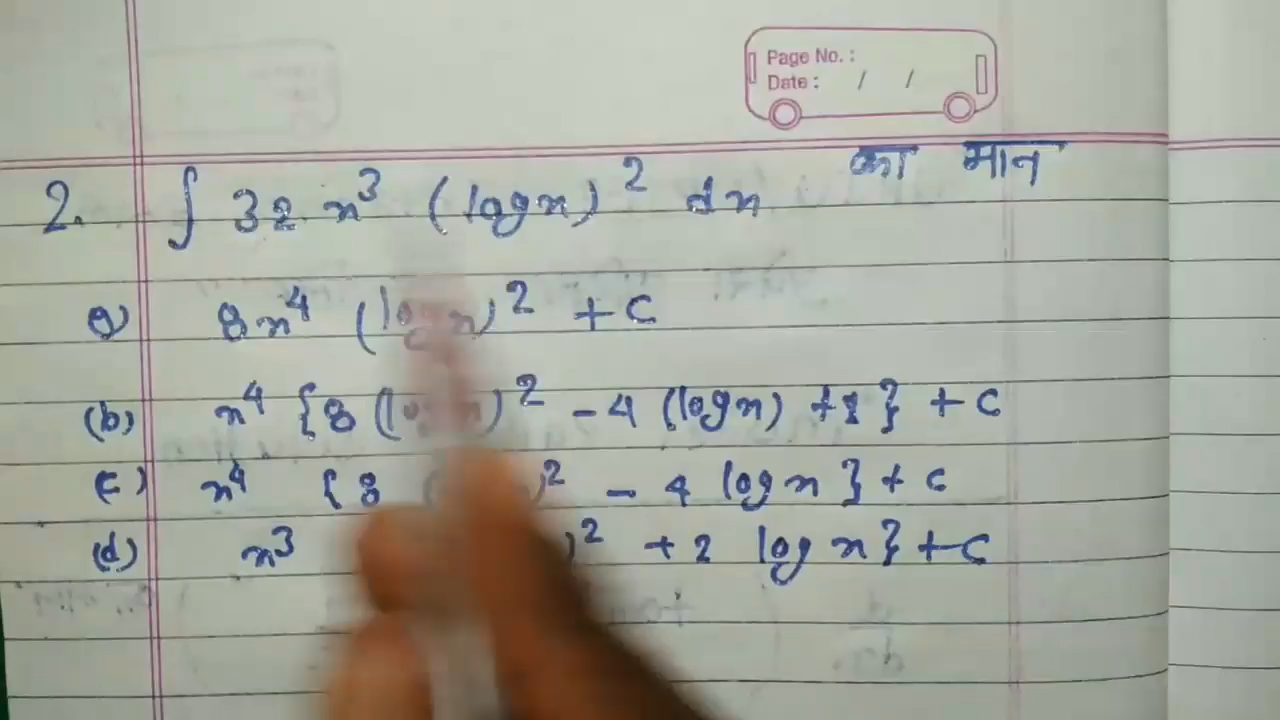 Page No. :
Date : / /
2. ∫ 32 x³ (log x)² dx का मान
a) 8x⁴ (log x)² + c
(b) x⁴ {8 (log x)² - 4 (log x) + 1} + c
(c) x⁴ {8 )² - 4 log x} + c
(d) x³ )² + 2 log x} + c